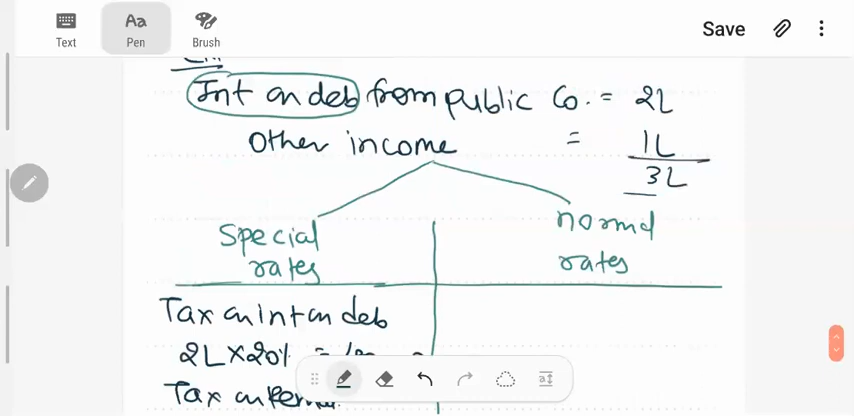 Text
Pen
Brush
Save
Int on deb from public Co. = 2L
Other income = 1L
3L
Special rates
normal rates
Tax on int on deb
2L X 20% =
Tax on